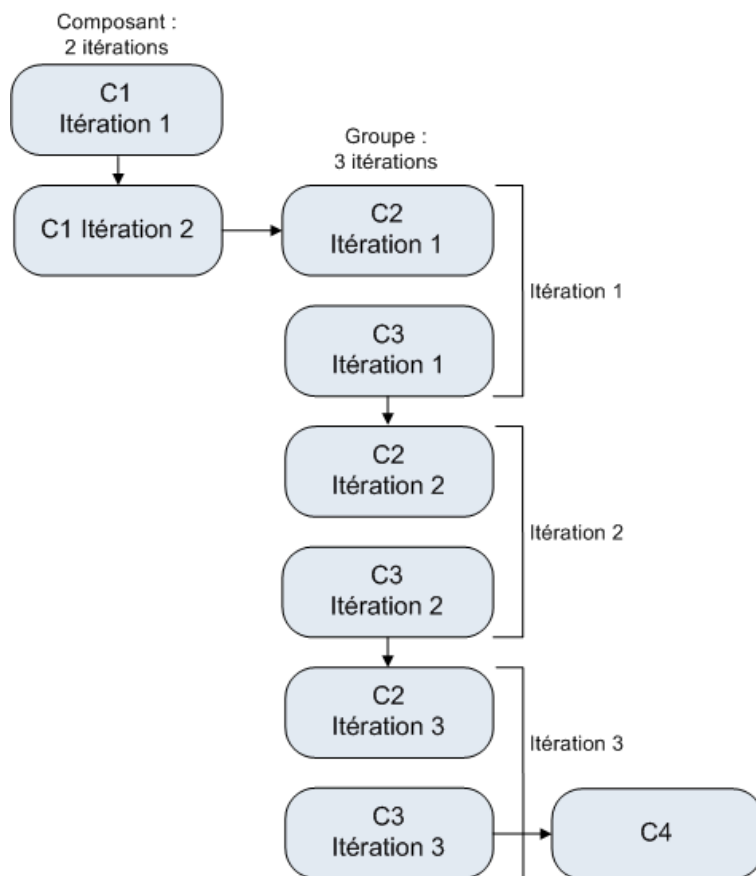 Composant :
2 itérations
C1
Itération 1
Groupe :
3 itérations
C1 Itération 2
C2
Itération 1
Itération 1
C3
Itération 1
C2
Itération 2
Itération 2
C3
Itération 2
C2
Itération 3
Itération 3
C3
Itération 3
C4